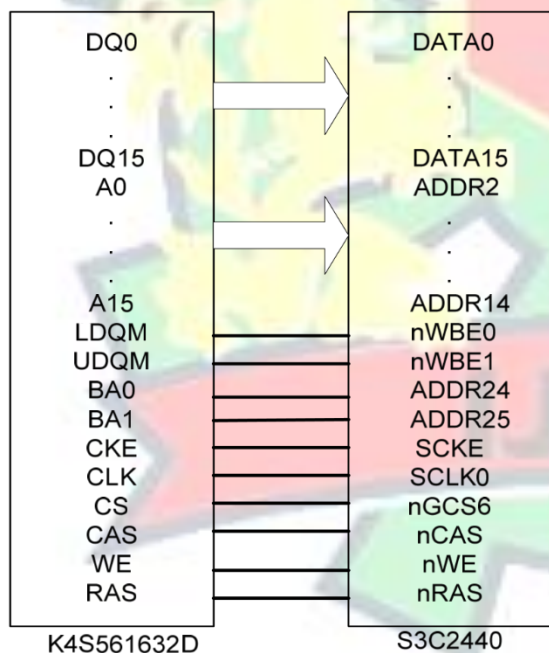 DQ0 DATA0
. .
. .
. .
DQ15 DATA15
A0 ADDR2
. .
. .
. .
A15 ADDR14
LDQM nWBE0
UDQM nWBE1
BA0 ADDR24
BA1 ADDR25
CKE SCKE
CLK SCLK0
CS nGCS6
CAS nCAS
WE nWE
RAS nRAS
K4S561632D S3C2440